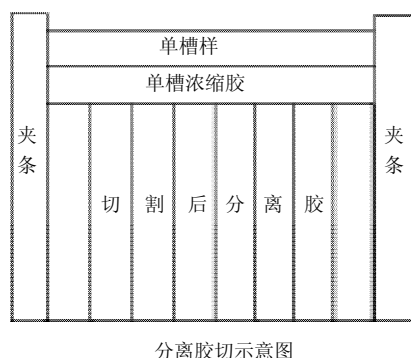 单槽样
单槽浓缩胶
夹条
切割后分离胶
夹条
分离胶切示意图